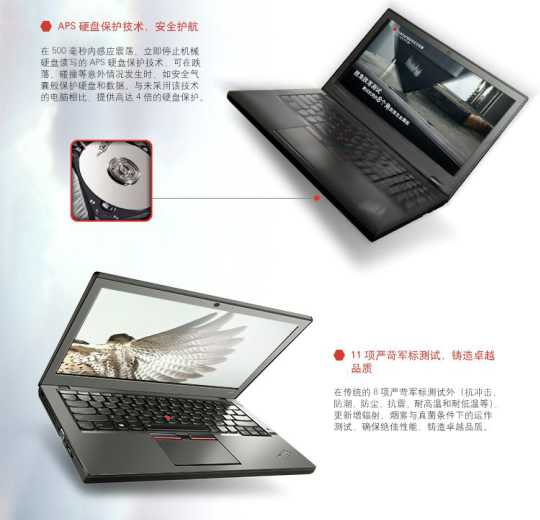 APS 硬盘保护技术，安全护航
在 500 毫秒内感应震荡，立即停止机械
硬盘读写的 APS 硬盘保护技术，可在跌
落、碰撞等意外情况发生时，如安全气
囊般保护硬盘和数据，与未采用该技术
的电脑相比，提供高达 4 倍的硬盘保护。
11 项严苛军标测试，铸造卓越
品质
在传统的 8 项严苛军标测试外（抗冲击、
防潮、防尘、抗震、耐高温和耐低温等），
更新增辐射、烟雾与真菌条件下的运作
测试，确保绝佳性能，铸造卓越品质。